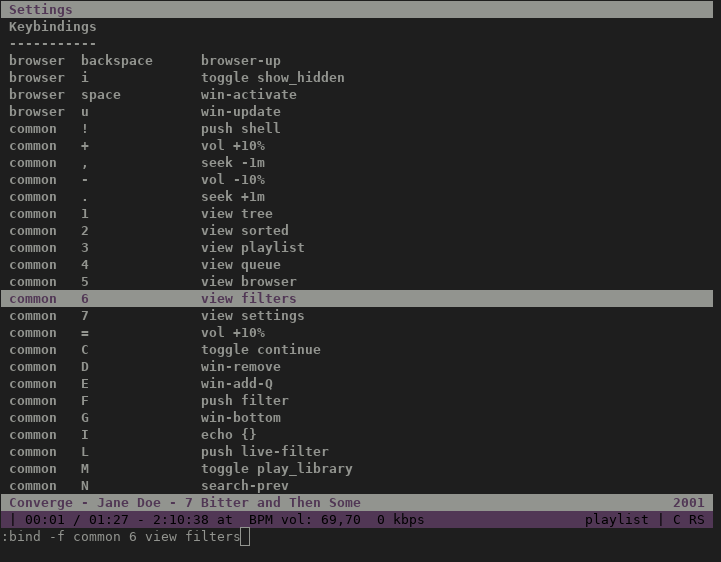 Settings
Keybindings
-----------
browser  backspace      browser-up
browser  i              toggle show_hidden
browser  space          win-activate
browser  u              win-update
common   !              push shell
common   +              vol +10%
common   ,              seek -1m
common   -              vol -10%
common   .              seek +1m
common   1              view tree
common   2              view sorted
common   3              view playlist
common   4              view queue
common   5              view browser
common   6              view filters
common   7              view settings
common   =              vol +10%
common   C              toggle continue
common   D              win-remove
common   E              win-add-Q
common   F              push filter
common   G              win-bottom
common   I              echo {}
common   L              push live-filter
common   M              toggle play_library
common   N              search-prev
Converge - Jane Doe - 7 Bitter and Then Some 2001
| 00:01 / 01:27 - 2:10:38 at  BPM vol: 69,70  0 kbps playlist | C RS
:bind -f common 6 view filters